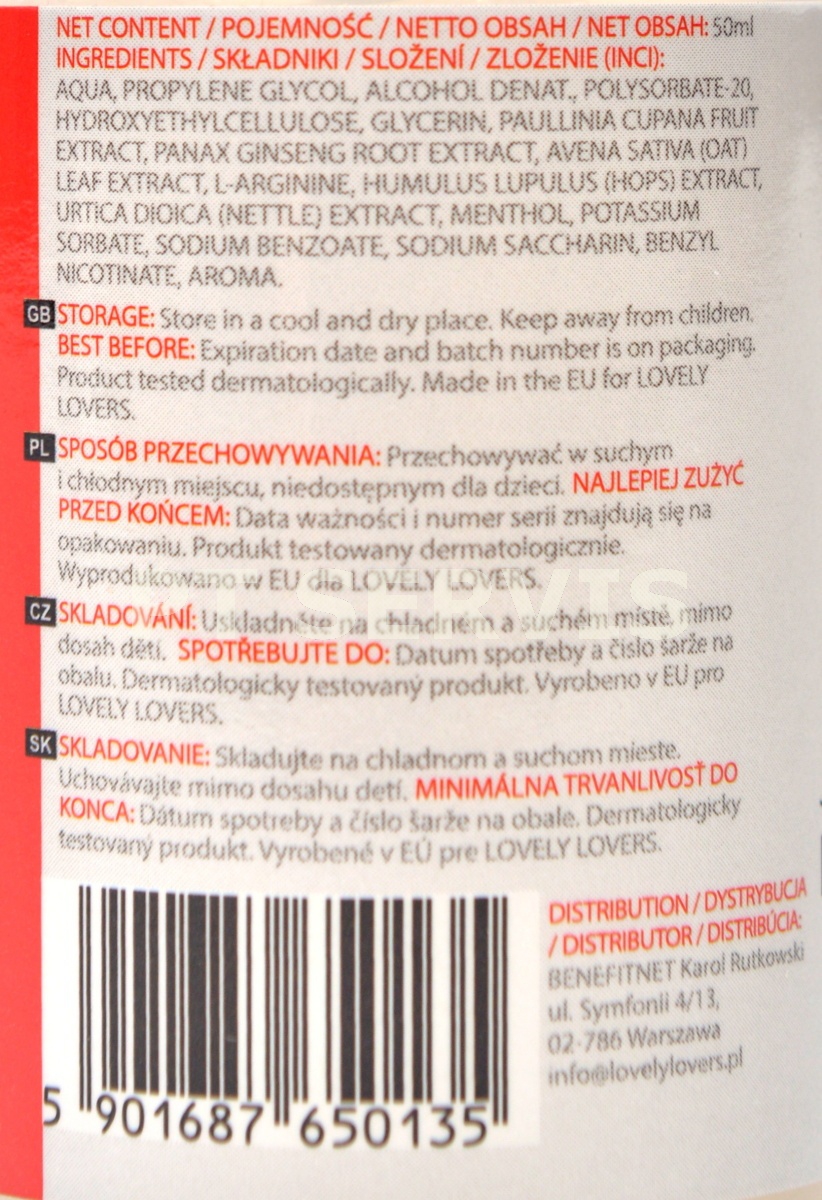 NET CONTENT / POJEMNOŚĆ / NETTO OBSAH / NET OBSAH: 50ml
INGREDIENTS / SKŁADNIKI / SLOŽENÍ / ZLOŽENIE (INCI):
AQUA, PROPYLENE GLYCOL, ALCOHOL DENAT., POLYSORBATE-20,
HYDROXYETHYLCELLULOSE, GLYCERIN, PAULLINIA CUPANA FRUIT
EXTRACT, PANAX GINSENG ROOT EXTRACT, AVENA SATIVA (OAT)
LEAF EXTRACT, L-ARGININE, HUMULUS LUPULUS (HOPS) EXTRACT,
URTICA DIOICA (NETTLE) EXTRACT, MENTHOL, POTASSIUM
SORBATE, SODIUM BENZOATE, SODIUM SACCHARIN, BENZYL
NICOTINATE, AROMA.
GB STORAGE: Store in a cool and dry place. Keep away from children.
BEST BEFORE: Expiration date and batch number is on packaging.
Product tested dermatologically. Made in the EU for LOVELY
LOVERS.
PL SPOSÓB PRZECHOWYWANIA: Przechowywać w suchym
i chłodnym miejscu, niedostępnym dla dzieci. NAJLEPIEJ ZUŻYĆ
PRZED KOŃCEM: Data ważności i numer serii znajdują się na
opakowaniu. Produkt testowany dermatologicznie.
Wyprodukowano w EU dla LOVELY LOVERS.
SERVIS
CZ SKLADOVÁNÍ: Uskladněte na chladném a suchém místě, mimo
dosah dětí. SPOTŘEBUJTE DO: Datum spotřeby a číslo šarže na
obalu. Dermatologicky testovaný produkt. Vyrobeno v EU pro
LOVELY LOVERS.
SK SKLADOVANIE: Skladujte na chladnom a suchom mieste.
Uchovávajte mimo dosahu detí. MINIMÁLNA TRVANLIVOSŤ DO
KONCA: Dátum spotreby a číslo šarže na obale. Dermatologicky
testovaný produkt. Vyrobené v EÚ pre LOVELY LOVERS.
DISTRIBUTION / DYSTRYBUCJA
/ DISTRIBUTOR / DISTRIBÚCIA:
BENEFITNET Karol Rutkowski
ul. Symfonii 4/13,
02-786 Warszawa
info@lovelylovers.pl
5 901687 650135